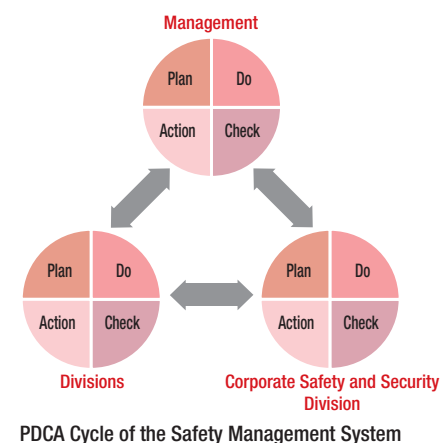 Management
Plan Do
Action Check
Plan Do
Action Check
Divisions
Plan Do
Action Check
Corporate Safety and Security
Division
PDCA Cycle of the Safety Management System